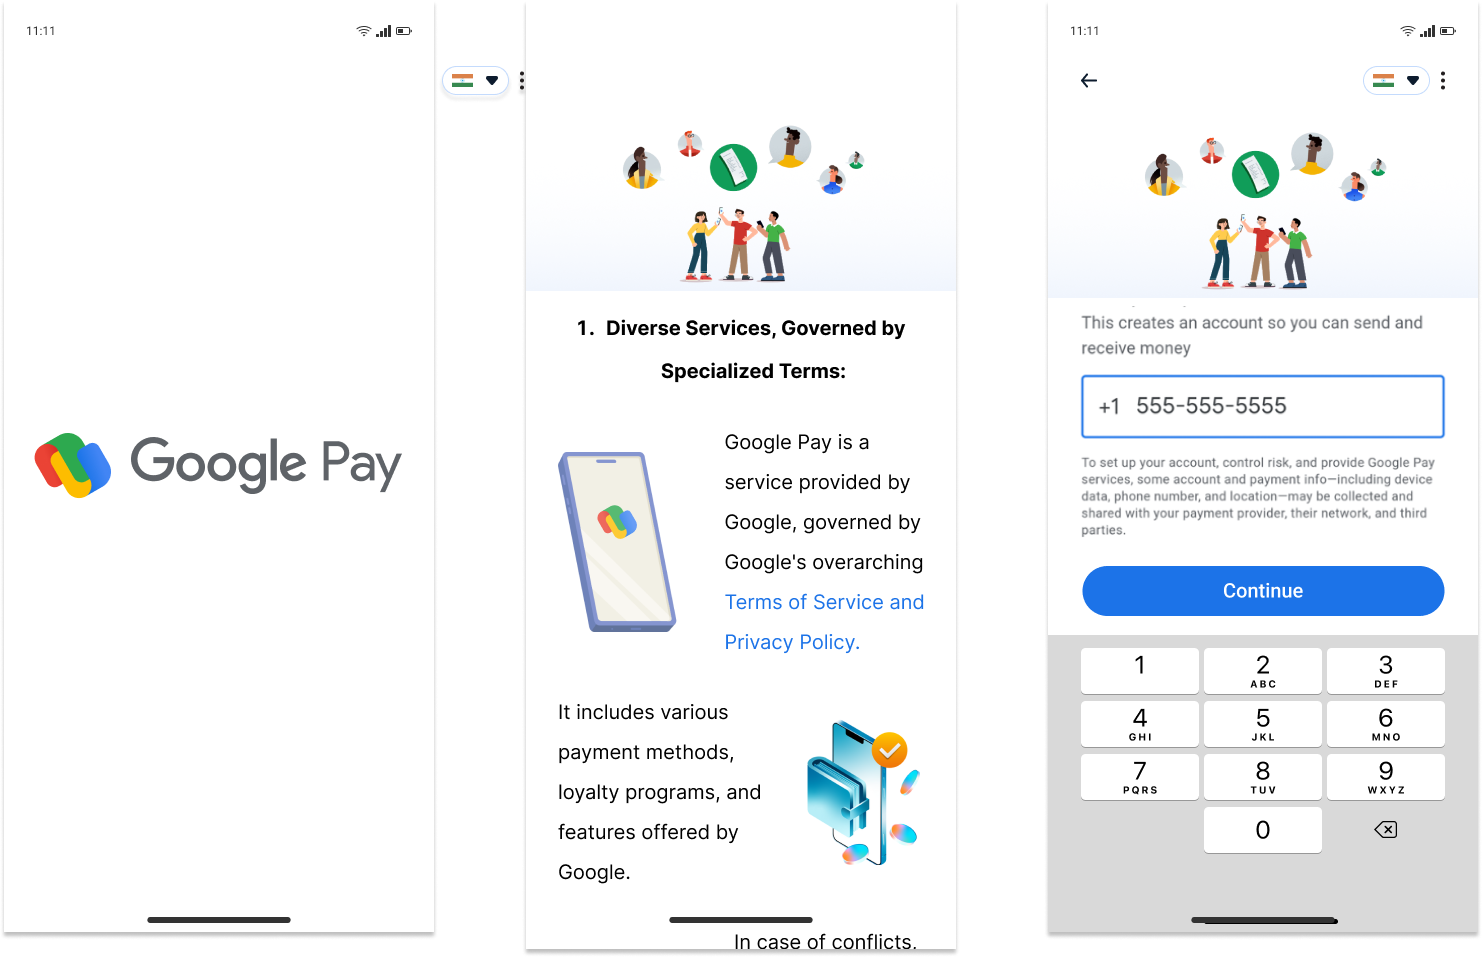 11:11
Google Pay
1. Diverse Services, Governed by
Specialized Terms:
Google Pay is a
service provided by
Google, governed by
Google's overarching
Terms of Service and
Privacy Policy.
It includes various
payment methods,
loyalty programs, and
features offered by
Google.
In case of conflicts,
11:11
This creates an account so you can send and
receive money
+1 555-555-5555
To set up your account, control risk, and provide Google Pay
services, some account and payment info—including device
data, phone number, and location—may be collected and
shared with your payment provider, their network, and third
parties.
Continue
1 2 3
ABC DEF
4 5 6
GHI JKL MNO
7 8 9
PQRS TUV WXYZ
0